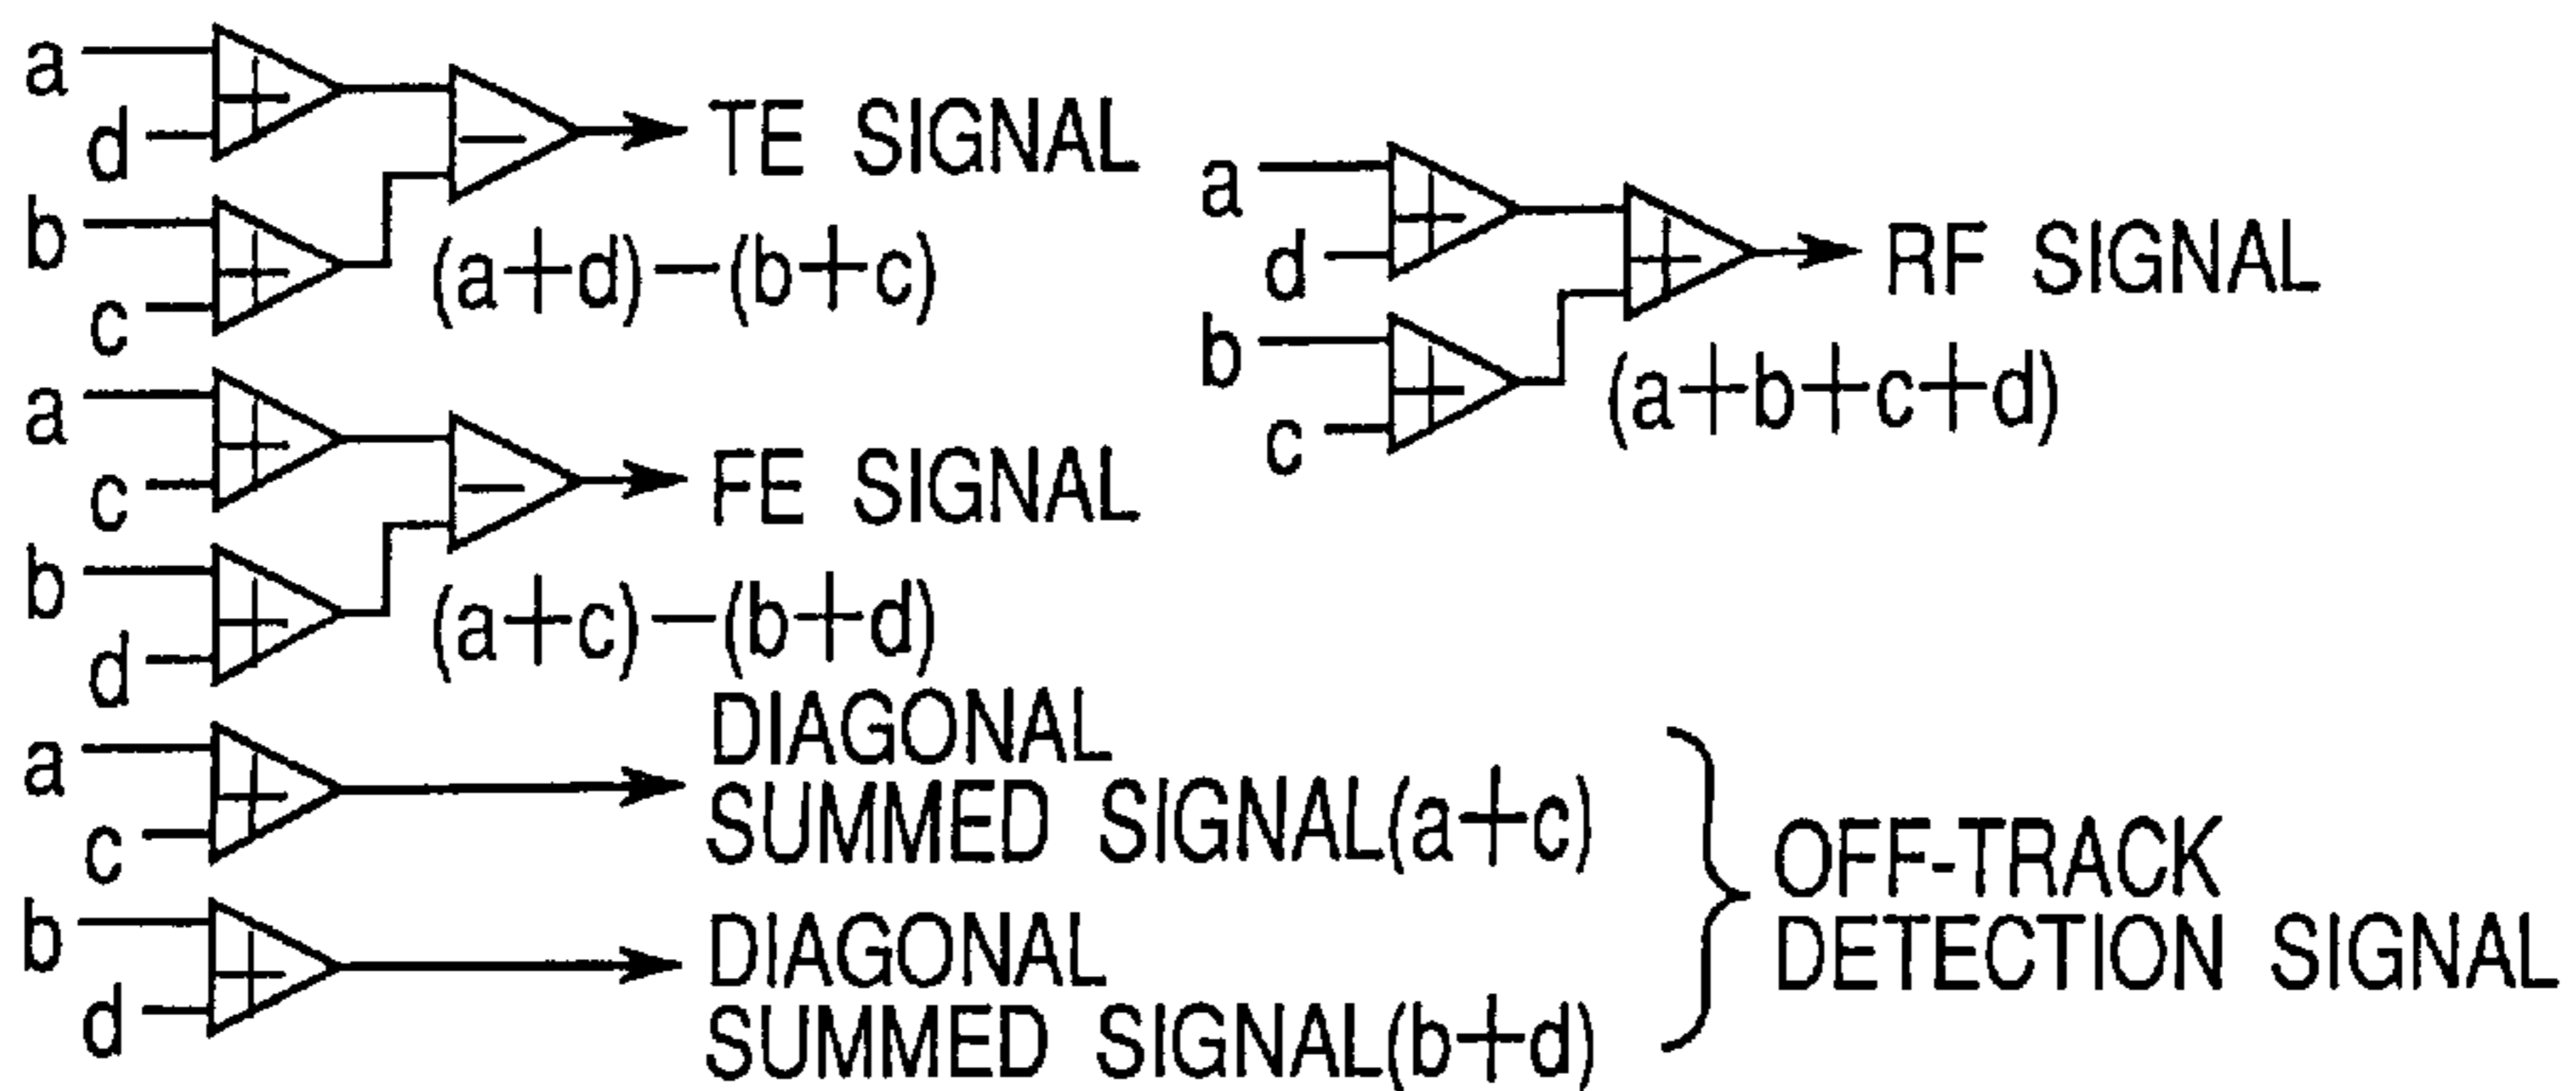 a
d
TE SIGNAL
b
c
(a+d)−(b+c)
a
d
RF SIGNAL
b
c
(a+b+c+d)
a
c
FE SIGNAL
b
d
(a+c)−(b+d)
a
c
DIAGONAL
SUMMED SIGNAL(a+c)
b
d
DIAGONAL
SUMMED SIGNAL(b+d)
OFF-TRACK
DETECTION SIGNAL